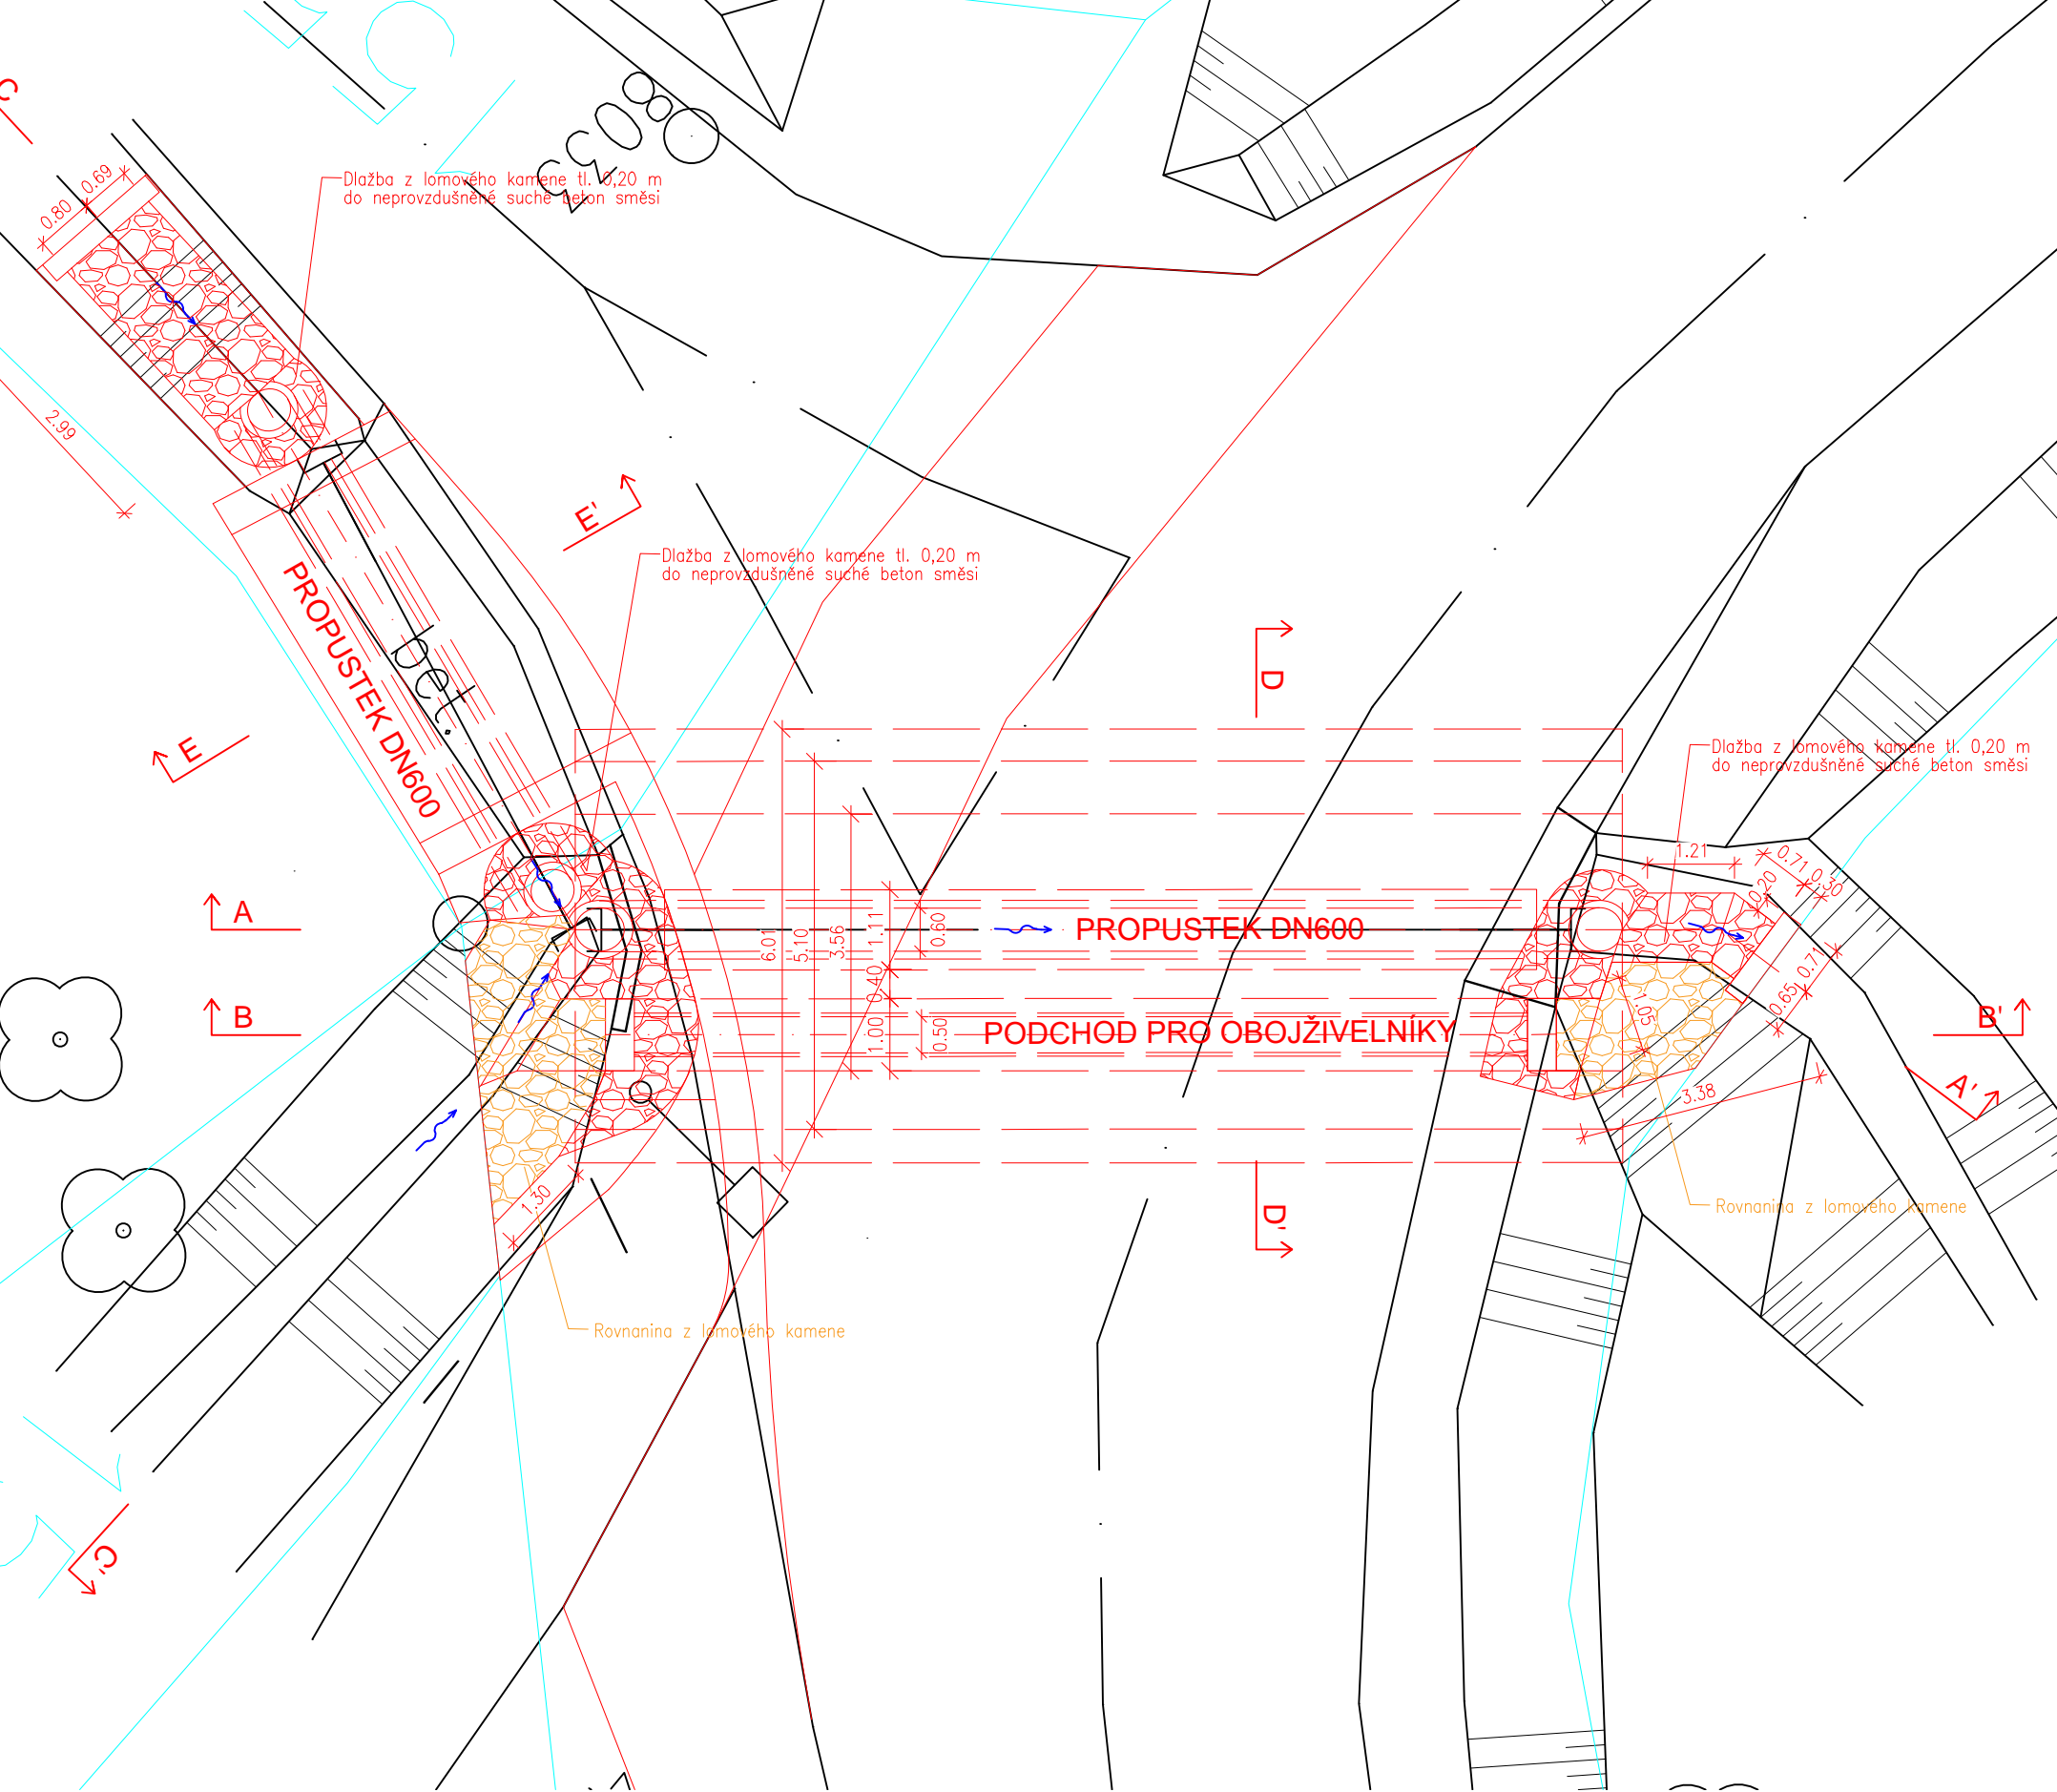 C
8033
0.69
0.80
Dlažba z lomového kamene tl. 0,20 m
do neprovzdušněné suché beton směsi
2.99
E'
PROPUSTEK DN600
bet.
Dlažba z lomového kamene tl. 0,20 m
do neprovzdušněné suché beton směsi
D
E
Dlažba z lomového kamene tl. 0,20 m
do neprovzdušněné suché beton směsi
1.21
0.71
0.30
0.20
A
6.01
5.10
3.56
1.11
0.60
PROPUSTEK DN600
0.40
0.71
0.65
B
1.00
0.50
PODCHOD PRO OBOJŽIVELNÍKY
1.05
B'
A'
3.38
1.30
D'
Rovnanina z lomového kamene
Rovnanina z lomového kamene
C'